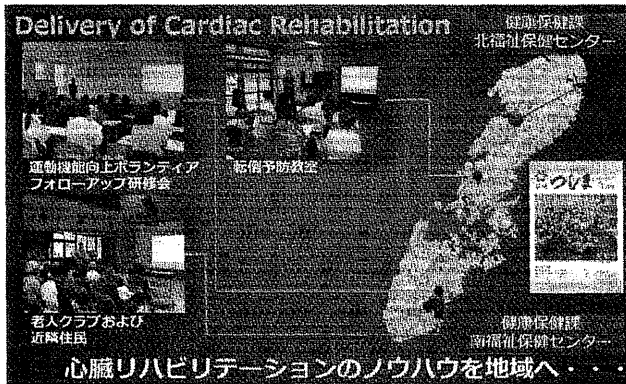 Delivery of Cardiac Rehabilitation
健康保健課
北福祉保健センター
運動機能向上ボランティア
フォローアップ研修会
転倒予防教室
つしま
老人クラブおよび
近隣住民
健康保健課
南福祉保健センター
心臓リハビリテーションのノウハウを地域へ・・・